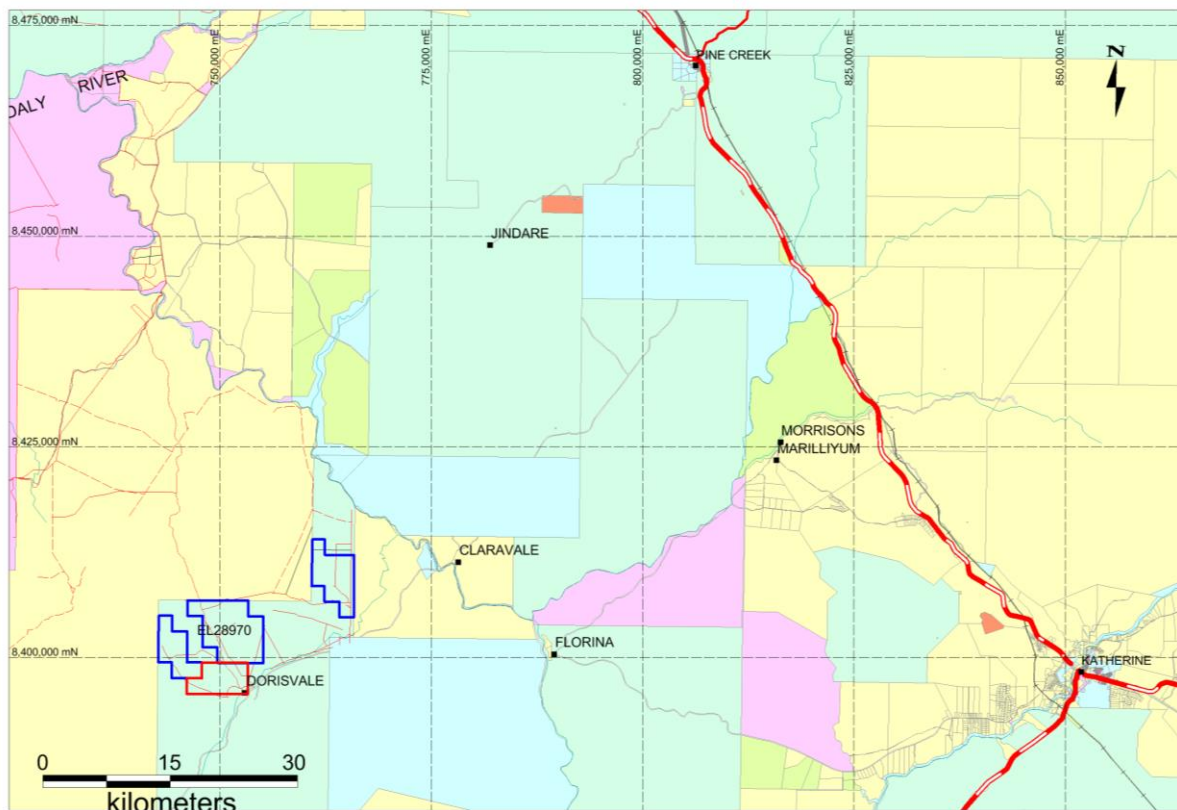 8,475,000 mN
750,000 mE
775,000 mE
800,000 mE
825,000 mE
850,000 mE
PINE CREEK
N
DALY RIVER
JINDARE
8,450,000 mN
8,425,000 mN
MORRISONS
MARILLIYUM
CLARAVALE
EL28970
FLORINA
8,400,000 mN
KATHERINE
DORISVALE
0 15 30
kilometers